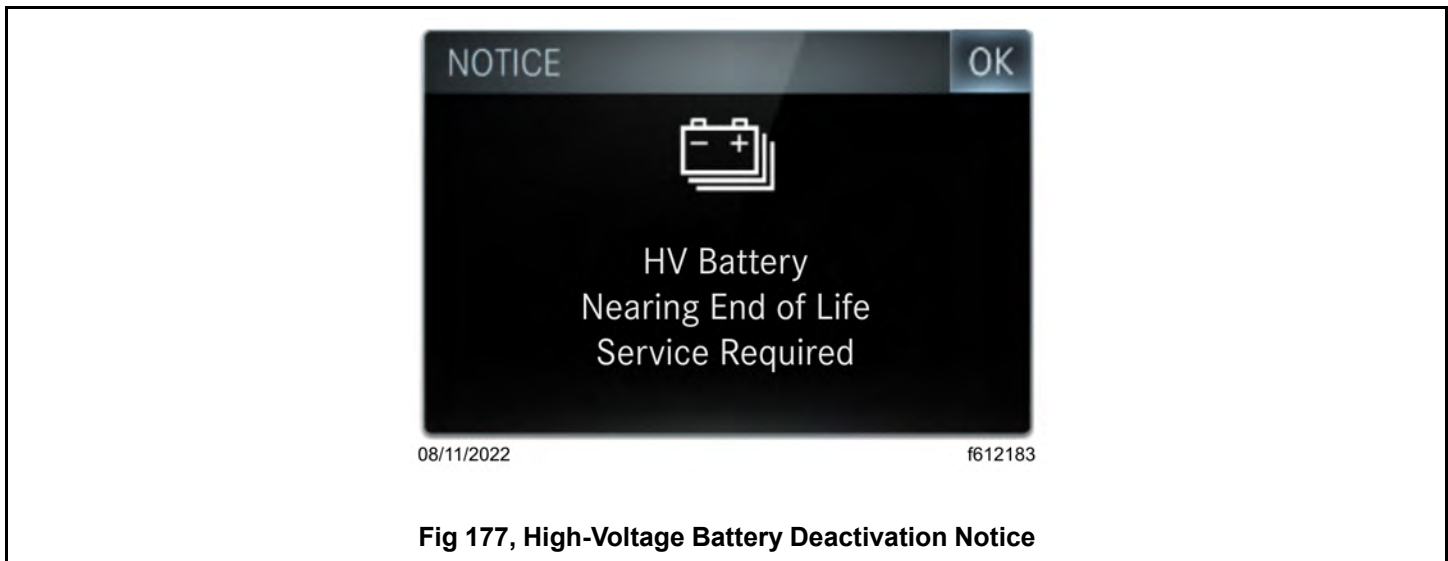 NOTICE OK
HV Battery
Nearing End of Life
Service Required
08/11/2022 f612183
Fig 177, High-Voltage Battery Deactivation Notice